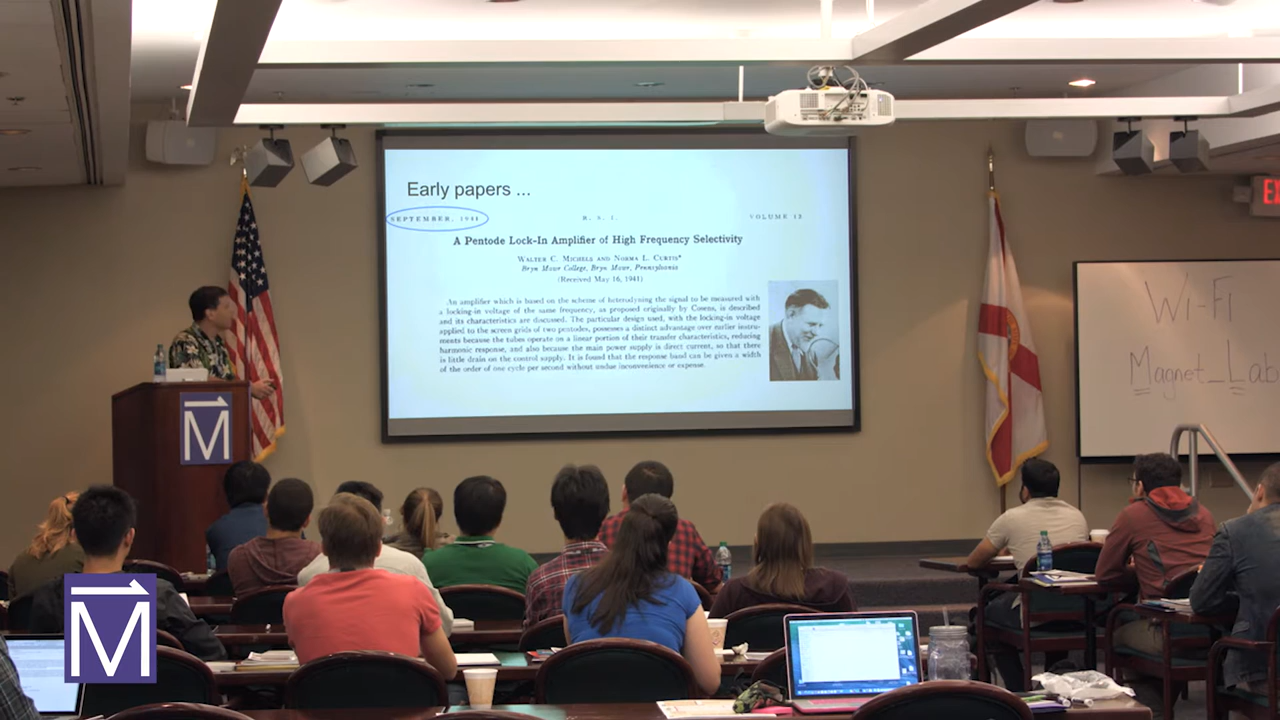 Early papers ...
SEPTEMBER, 1941
R. S. I.
VOLUME 12
A Pentode Lock-In Amplifier of High Frequency Selectivity
WALTER C. MICHELS AND NORMA L. CURTIS*
Bryn Mawr College, Bryn Mawr, Pennsylvania
(Received May 16, 1941)
An amplifier which is based on the scheme of heterodyning the signal to be measured with
a locking-in voltage of the same frequency, as proposed originally by Cosens, is described
and its characteristics are discussed. The particular design used, with the locking-in voltage
applied to the screen grids of two pentodes, possesses a distinct advantage over earlier instru-
ments because the tubes operate on a linear portion of their transfer characteristics, reducing
harmonic response, and also because the main power supply is direct current, so that there
is little drain on the control supply. It is found that the response band can be given a width
of the order of one cycle per second without undue inconvenience or expense.
EX
Wi-Fi
Magnet_Lab
M
M